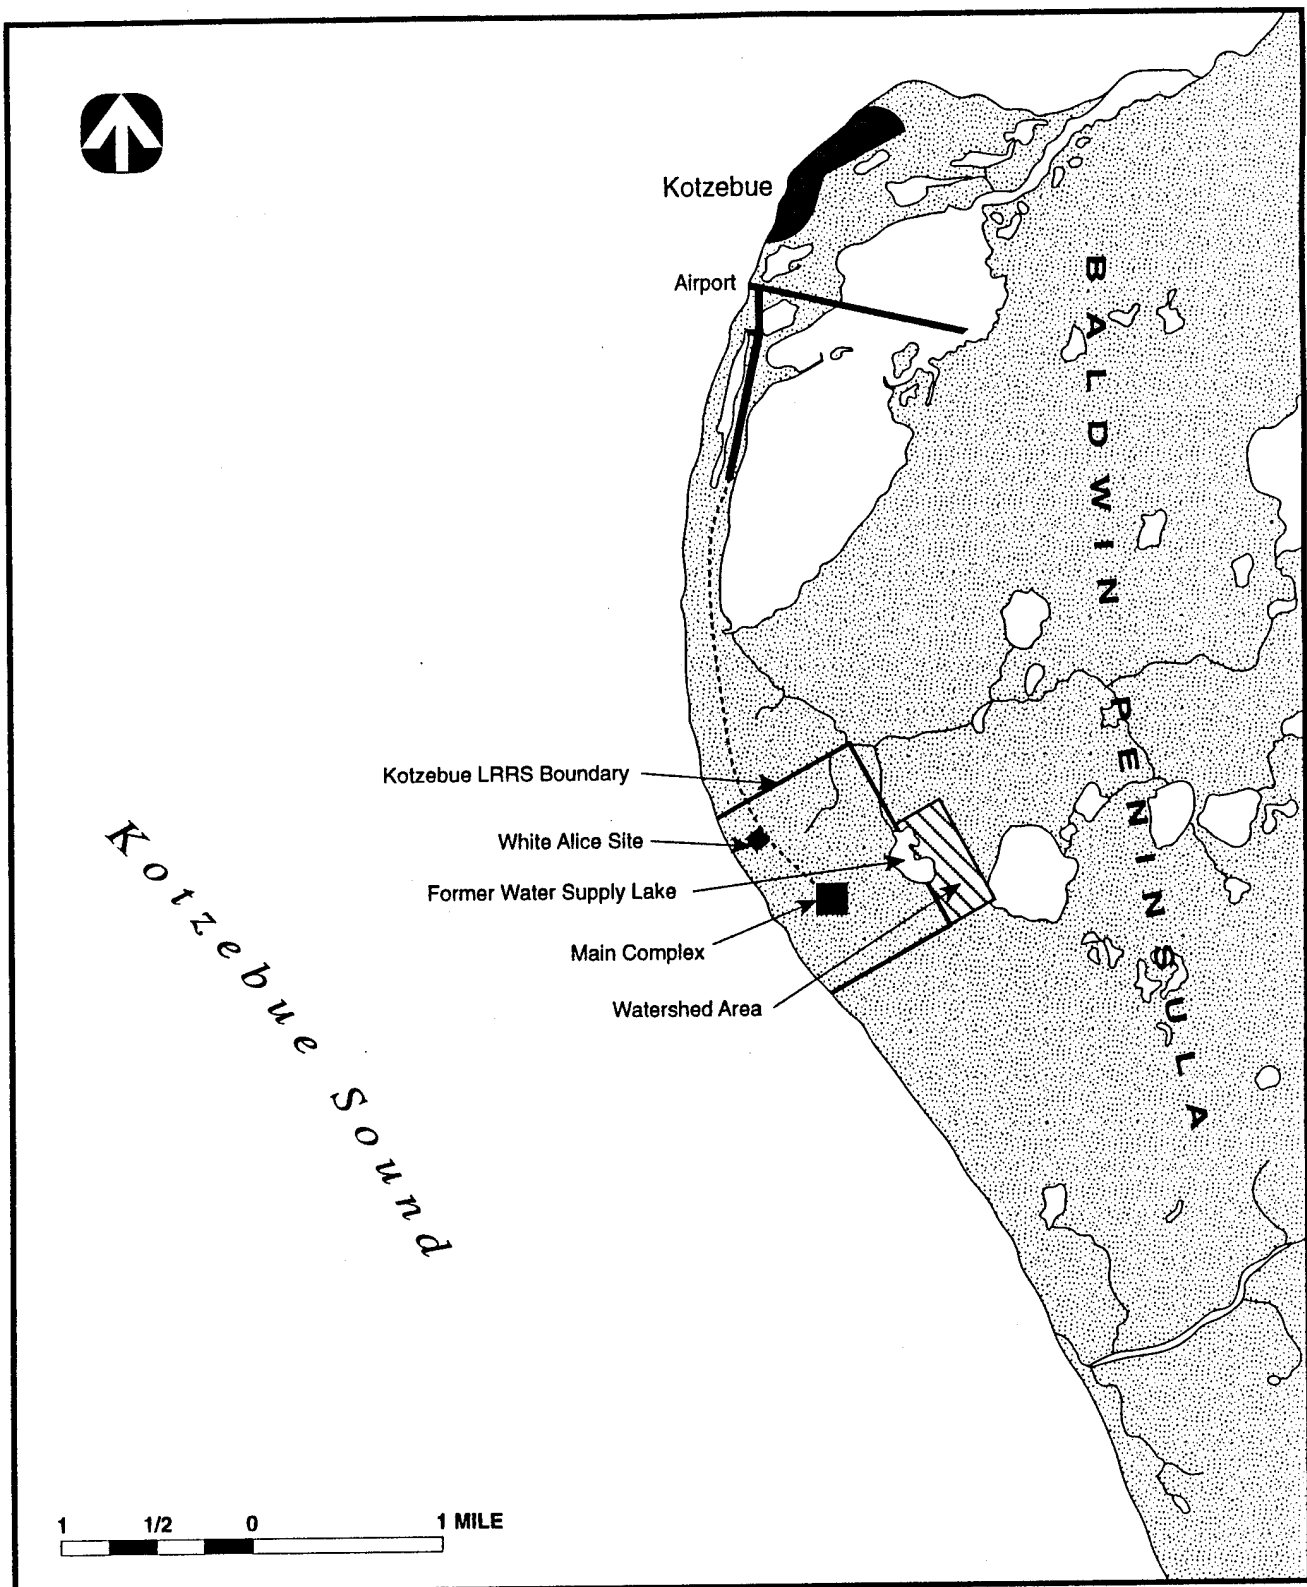 Kotzebue
Airport
BALDWIN PENINSULA
Kotzebue LRRS Boundary
White Alice Site
Former Water Supply Lake
Main Complex
Watershed Area
Kotzebue Sound
1 1/2 0 1 MILE